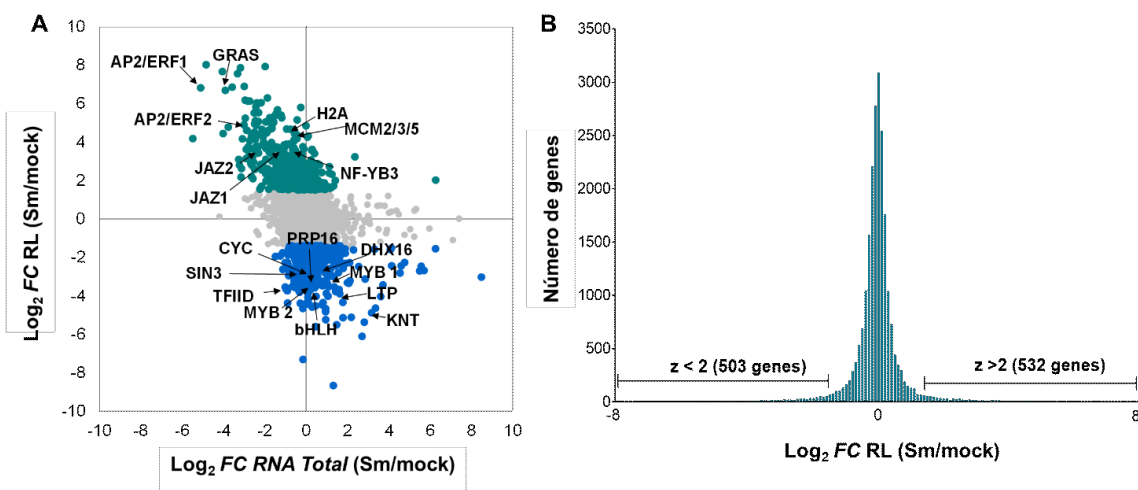 A
10
8
6
4
2
0
-2
-4
-6
-8
-10
-10
-8
-6
-4
-2
0
2
4
6
8
10
Log2 FC RL (Sm/mock)
Log2 FC RNA Total (Sm/mock)
GRAS
AP2/ERF1
H2A
AP2/ERF2
MCM2/3/5
JAZ2
NF-YB3
JAZ1
PRP16
CYC
DHX16
SIN3
MYB 1
TFIID
LTP
MYB 2
KNT
bHLH
B
3500
3000
2500
2000
1500
1000
500
0
-8
0
8
Número de genes
z < 2 (503 genes)
z >2 (532 genes)
Log2 FC RL (Sm/mock)